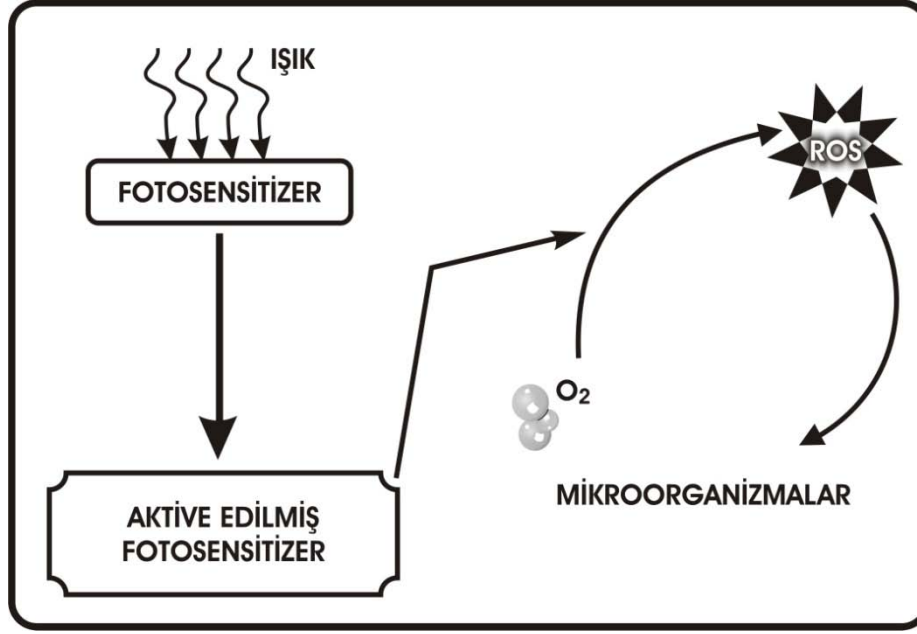 IŞIK
FOTOSENSİTİZER
AKTİVE EDİLMİŞ
FOTOSENSİTİZER
O2
ROS
MİKROORGANİZMALAR